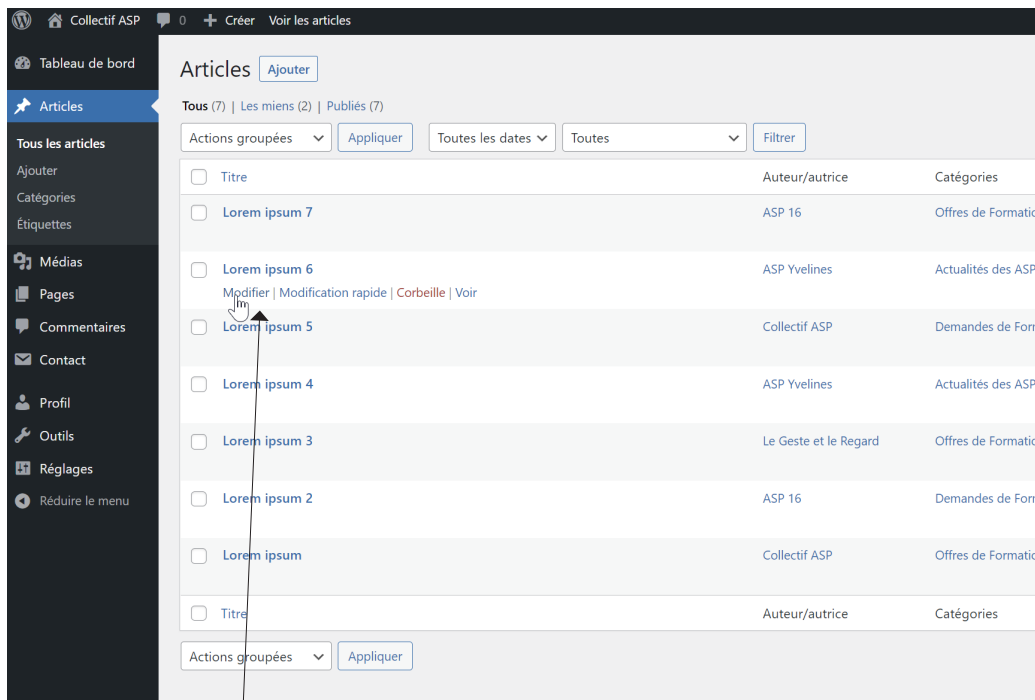 Collectif ASP 0 Créer Voir les articles
Tableau de bord
Articles
Tous les articles
Ajouter
Catégories
Étiquettes
Médias
Pages
Commentaires
Contact
Profil
Outils
Réglages
Réduire le menu
Articles Ajouter
Tous (7) | Les miens (2) | Publiés (7)
Actions groupées Appliquer Toutes les dates Toutes Filtrer
Titre Auteur/autrice Catégories
Lorem ipsum 7 ASP 16 Offres de Formatio
Lorem ipsum 6 ASP Yvelines Actualités des ASP
Modifier | Modification rapide | Corbeille | Voir
Lorem ipsum 5 Collectif ASP Demandes de For
Lorem ipsum 4 ASP Yvelines Actualités des ASP
Lorem ipsum 3 Le Geste et le Regard Offres de Formatio
Lorem ipsum 2 ASP 16 Demandes de For
Lorem ipsum Collectif ASP Offres de Formatio
Titre Auteur/autrice Catégories
Actions groupées Appliquer